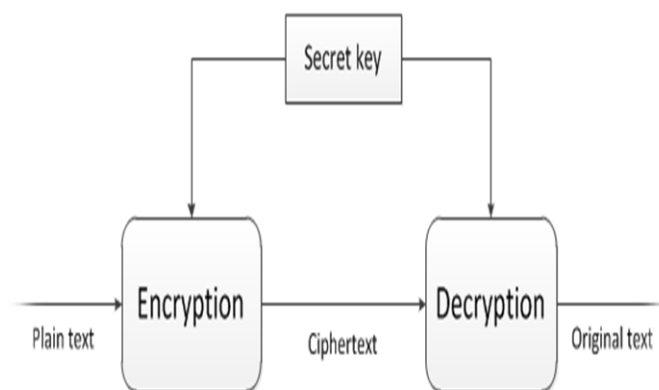 Secret key
Encryption
Decryption
Plain text
Ciphertext
Original text